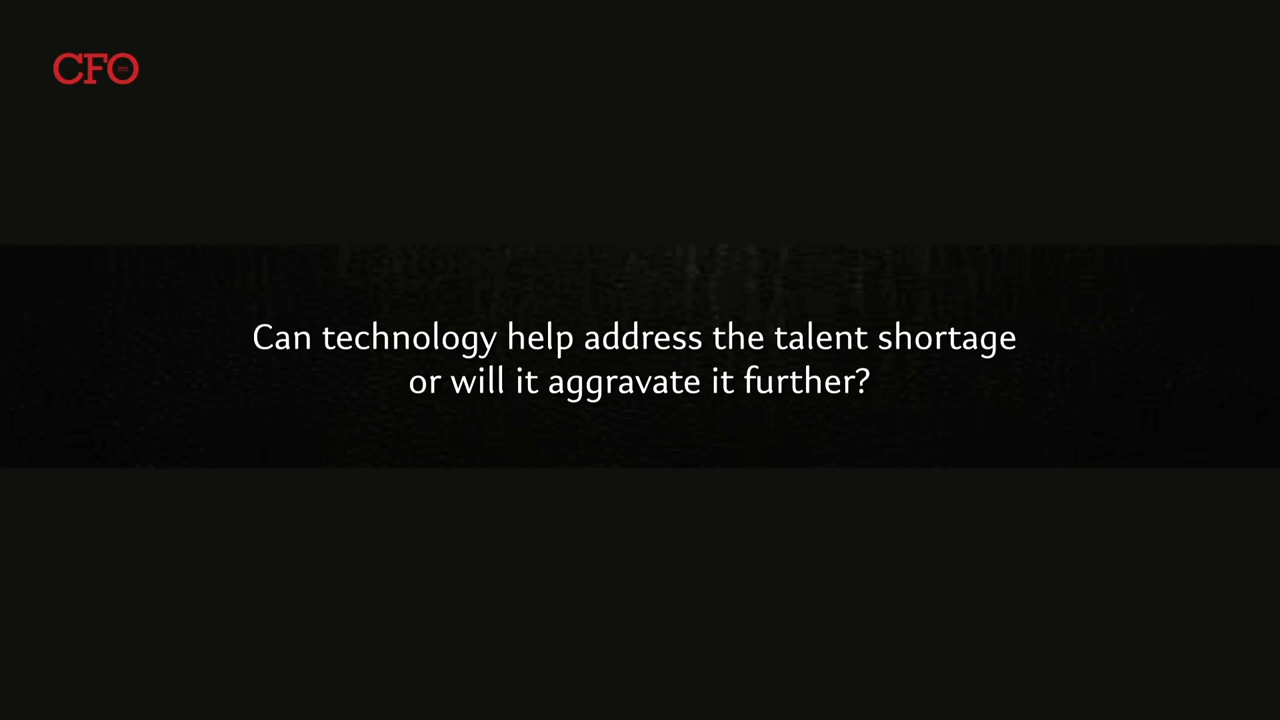 CFO
Can technology help address the talent shortage
or will it aggravate it further?